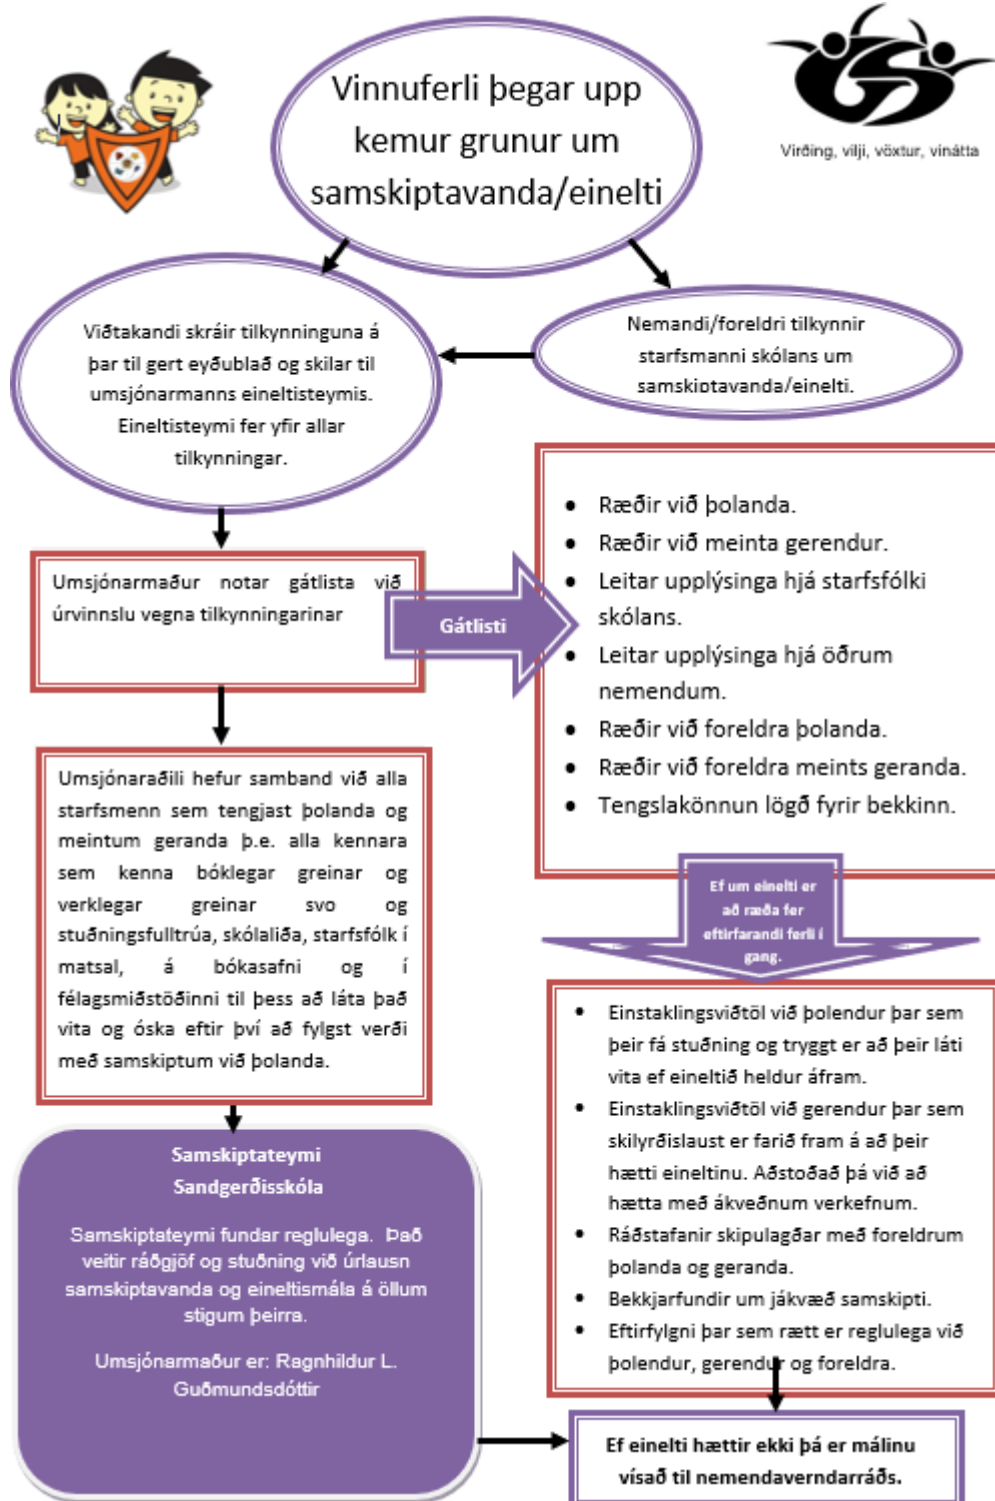 Vinnuferli þegar upp
kemur grunur um
samskiptavanda/einelti
Virðing, vilji, vöxtur, vinátta
Viðtakandi skráir tilkynninguna á
þar til gert eyðublað og skilar til
umsjónarmanns eineltisteymis.
Eineltisteymi fer yfir allar
tilkynningar.
Nemandi/foreldri tilkynnir
starfsmanni skólans um
samskiptavanda/einelti.
Umsjónarmaður notar gátlista við
úrvinnslu vegna tilkynningarinar
Gátlisti
• Ræðir við þolanda.
• Ræðir við meinta gerendur.
• Leitar upplýsinga hjá starfsfólki
skólans.
• Leitar upplýsinga hjá öðrum
nemendum.
• Ræðir við foreldra þolanda.
• Ræðir við foreldra meints geranda.
• Tengslakönnun lögð fyrir bekkinn.
Umsjónaraðili hefur samband við alla
starfsmenn sem tengjast þolanda og
meintum geranda þ.e. alla kennara
sem kenna bóklegar greinar og
verklegar greinar svo og
stuðningsfulltrúa, skólaliða, starfsfólk í
matsal, á bókasafni og í
félagsmiðstöðinni til þess að láta það
vita og óska eftir því að fylgst verði
með samskiptum við þolanda.
Ef um einelti er
að ræða fer
eftirfarandi ferli í
gang.
• Einstaklingsviðtöl við þolendur þar sem
þeir fá stuðning og tryggt er að þeir láti
vita ef eineltið heldur áfram.
• Einstaklingsviðtöl við gerendur þar sem
skilyrðislaust er farið fram á að þeir
hætti eineltinu. Aðstoðað þá við að
hætta með ákveðnum verkefnum.
• Ráðstafanir skipulagðar með foreldrum
þolanda og geranda.
• Bekkjarfundir um jákvæð samskipti.
• Eftirfylgni þar sem rætt er reglulega við
þolendur, gerendur og foreldra.
Samskiptateymi
Sandgerðisskóla
Samskiptateymi fundar reglulega. Það
veitir ráðgjöf og stuðning við úrlausn
samskiptavanda og eineltismála á öllum
stigum þeirra.
Umsjónarmaður er: Ragnhildur L.
Guðmundsdóttir
Ef einelti hættir ekki þá er málinu
vísað til nemendaverndarráðs.